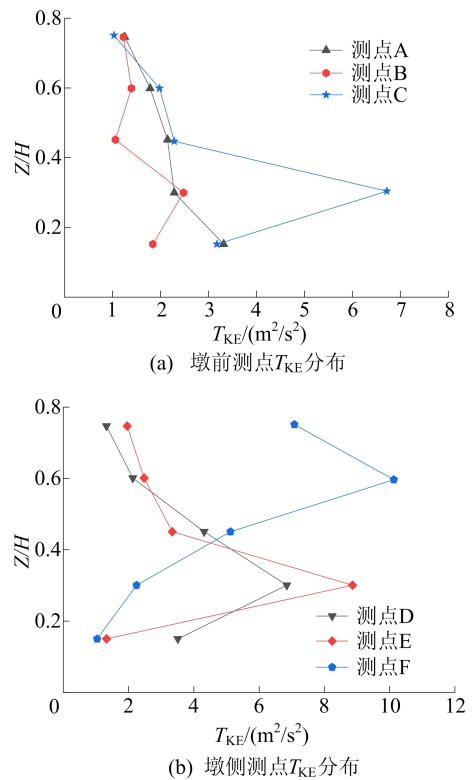 0.8
测点A
测点B
测点C
0.6
Z/H
0.4
0.2
0
1 2 3 4 5 6 7 8
T_KE/(m²/s²)
(a) 墩前测点T_KE分布
0.8
0.6
Z/H
0.4
测点D
0.2
测点E
测点F
0
2 4 6 8 10 12
T_KE/(m²/s²)
(b) 墩侧测点T_KE分布